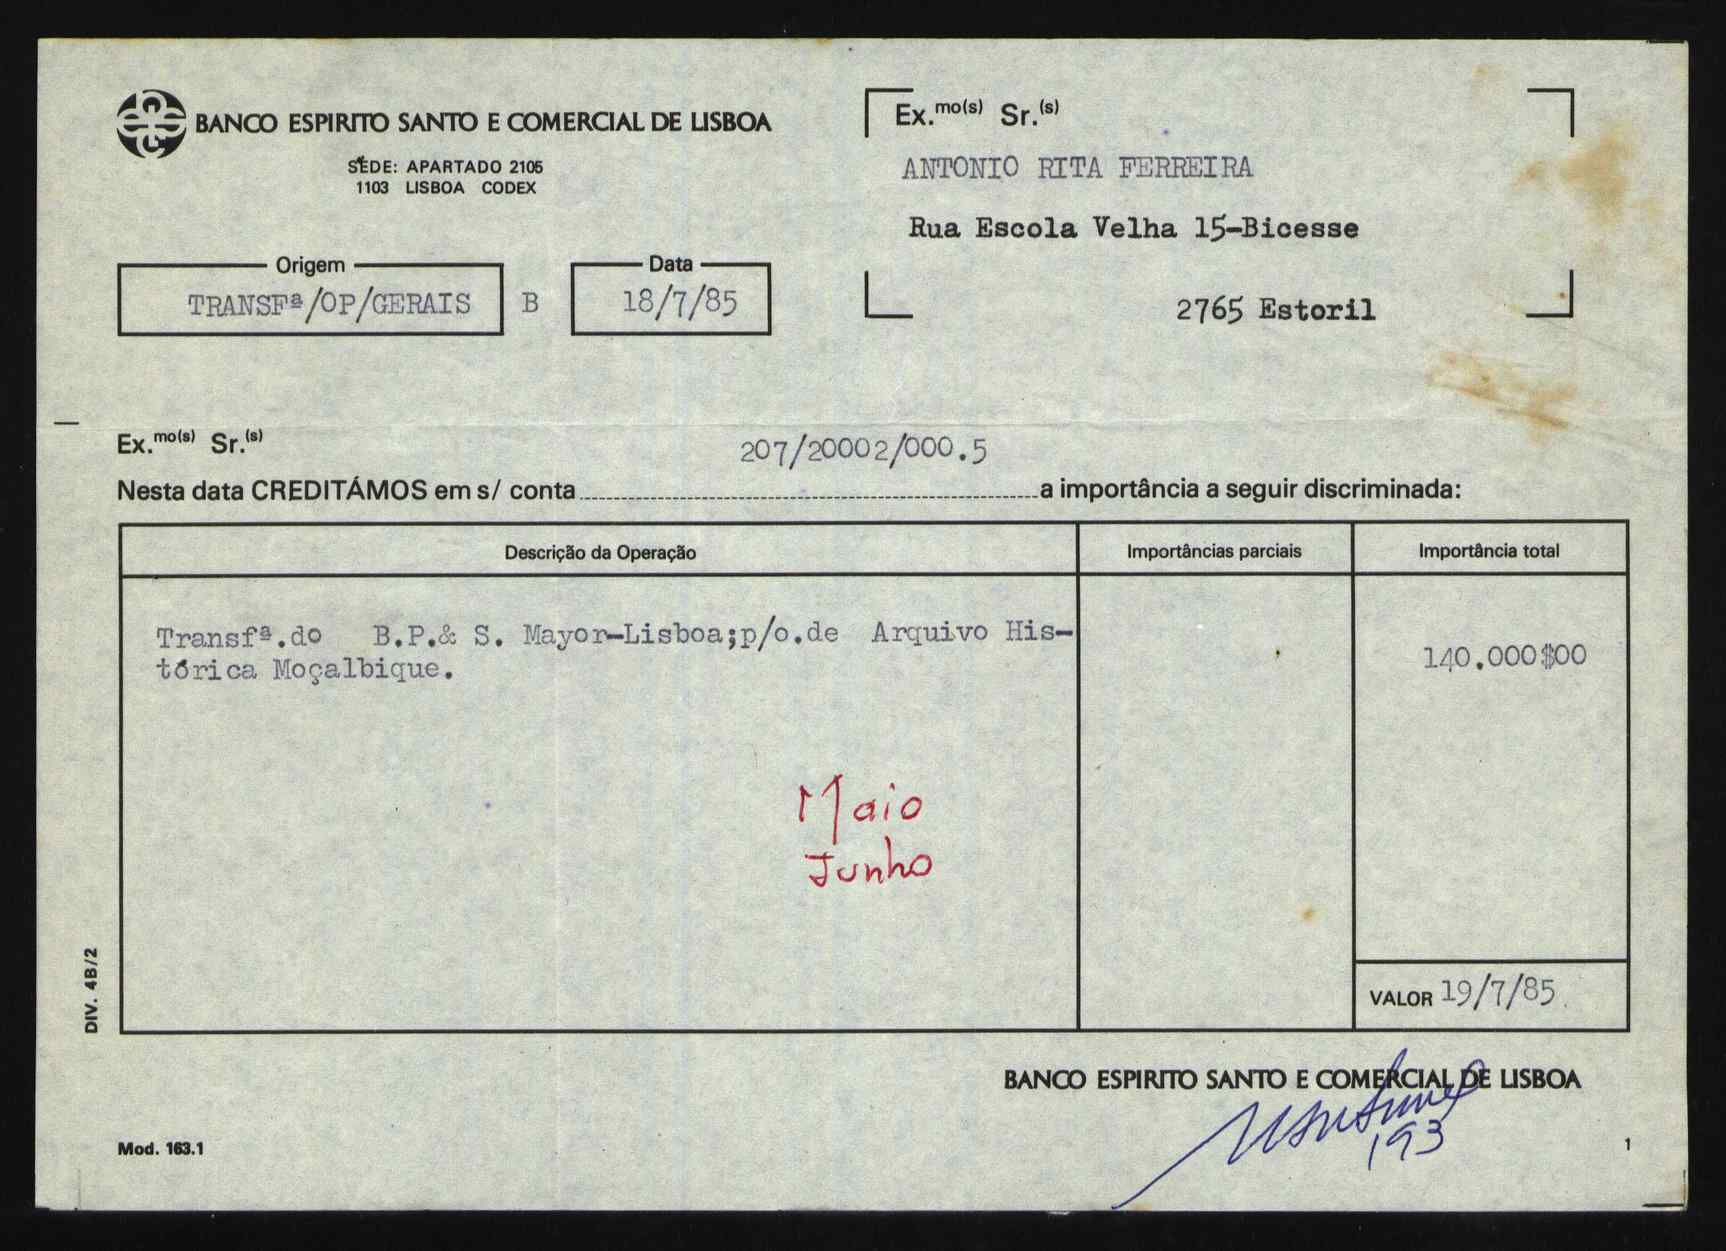 BANCO ESPIRITO SANTO E COMERCIAL DE LISBOA
SÉDE: APARTADO 2105
1103 LISBOA CODEX
Ex.mo(s) Sr.(s)
ANTONIO RITA FERREIRA
Rua Escola Velha 15-Bicesse
2765 Estoril
Origem
TRANSFª/OP/GERAIS B
Data
18/7/85
Ex.mo(s) Sr.(s)
207/20002/000.5
Nesta data CREDITÁMOS em s/ conta a importância a seguir discriminada:
Descrição da Operação Importâncias parciais Importância total
Transfª.do B.P.& S. Mayor-Lisboa;p/o.de Arquivo His-
tórica Moçalbique.
140.000$00
Maio
Junho
VALOR 19/7/85
DIV. 4B/2
BANCO ESPIRITO SANTO E COMERCIAL DE LISBOA
193
Mod. 163.1
1